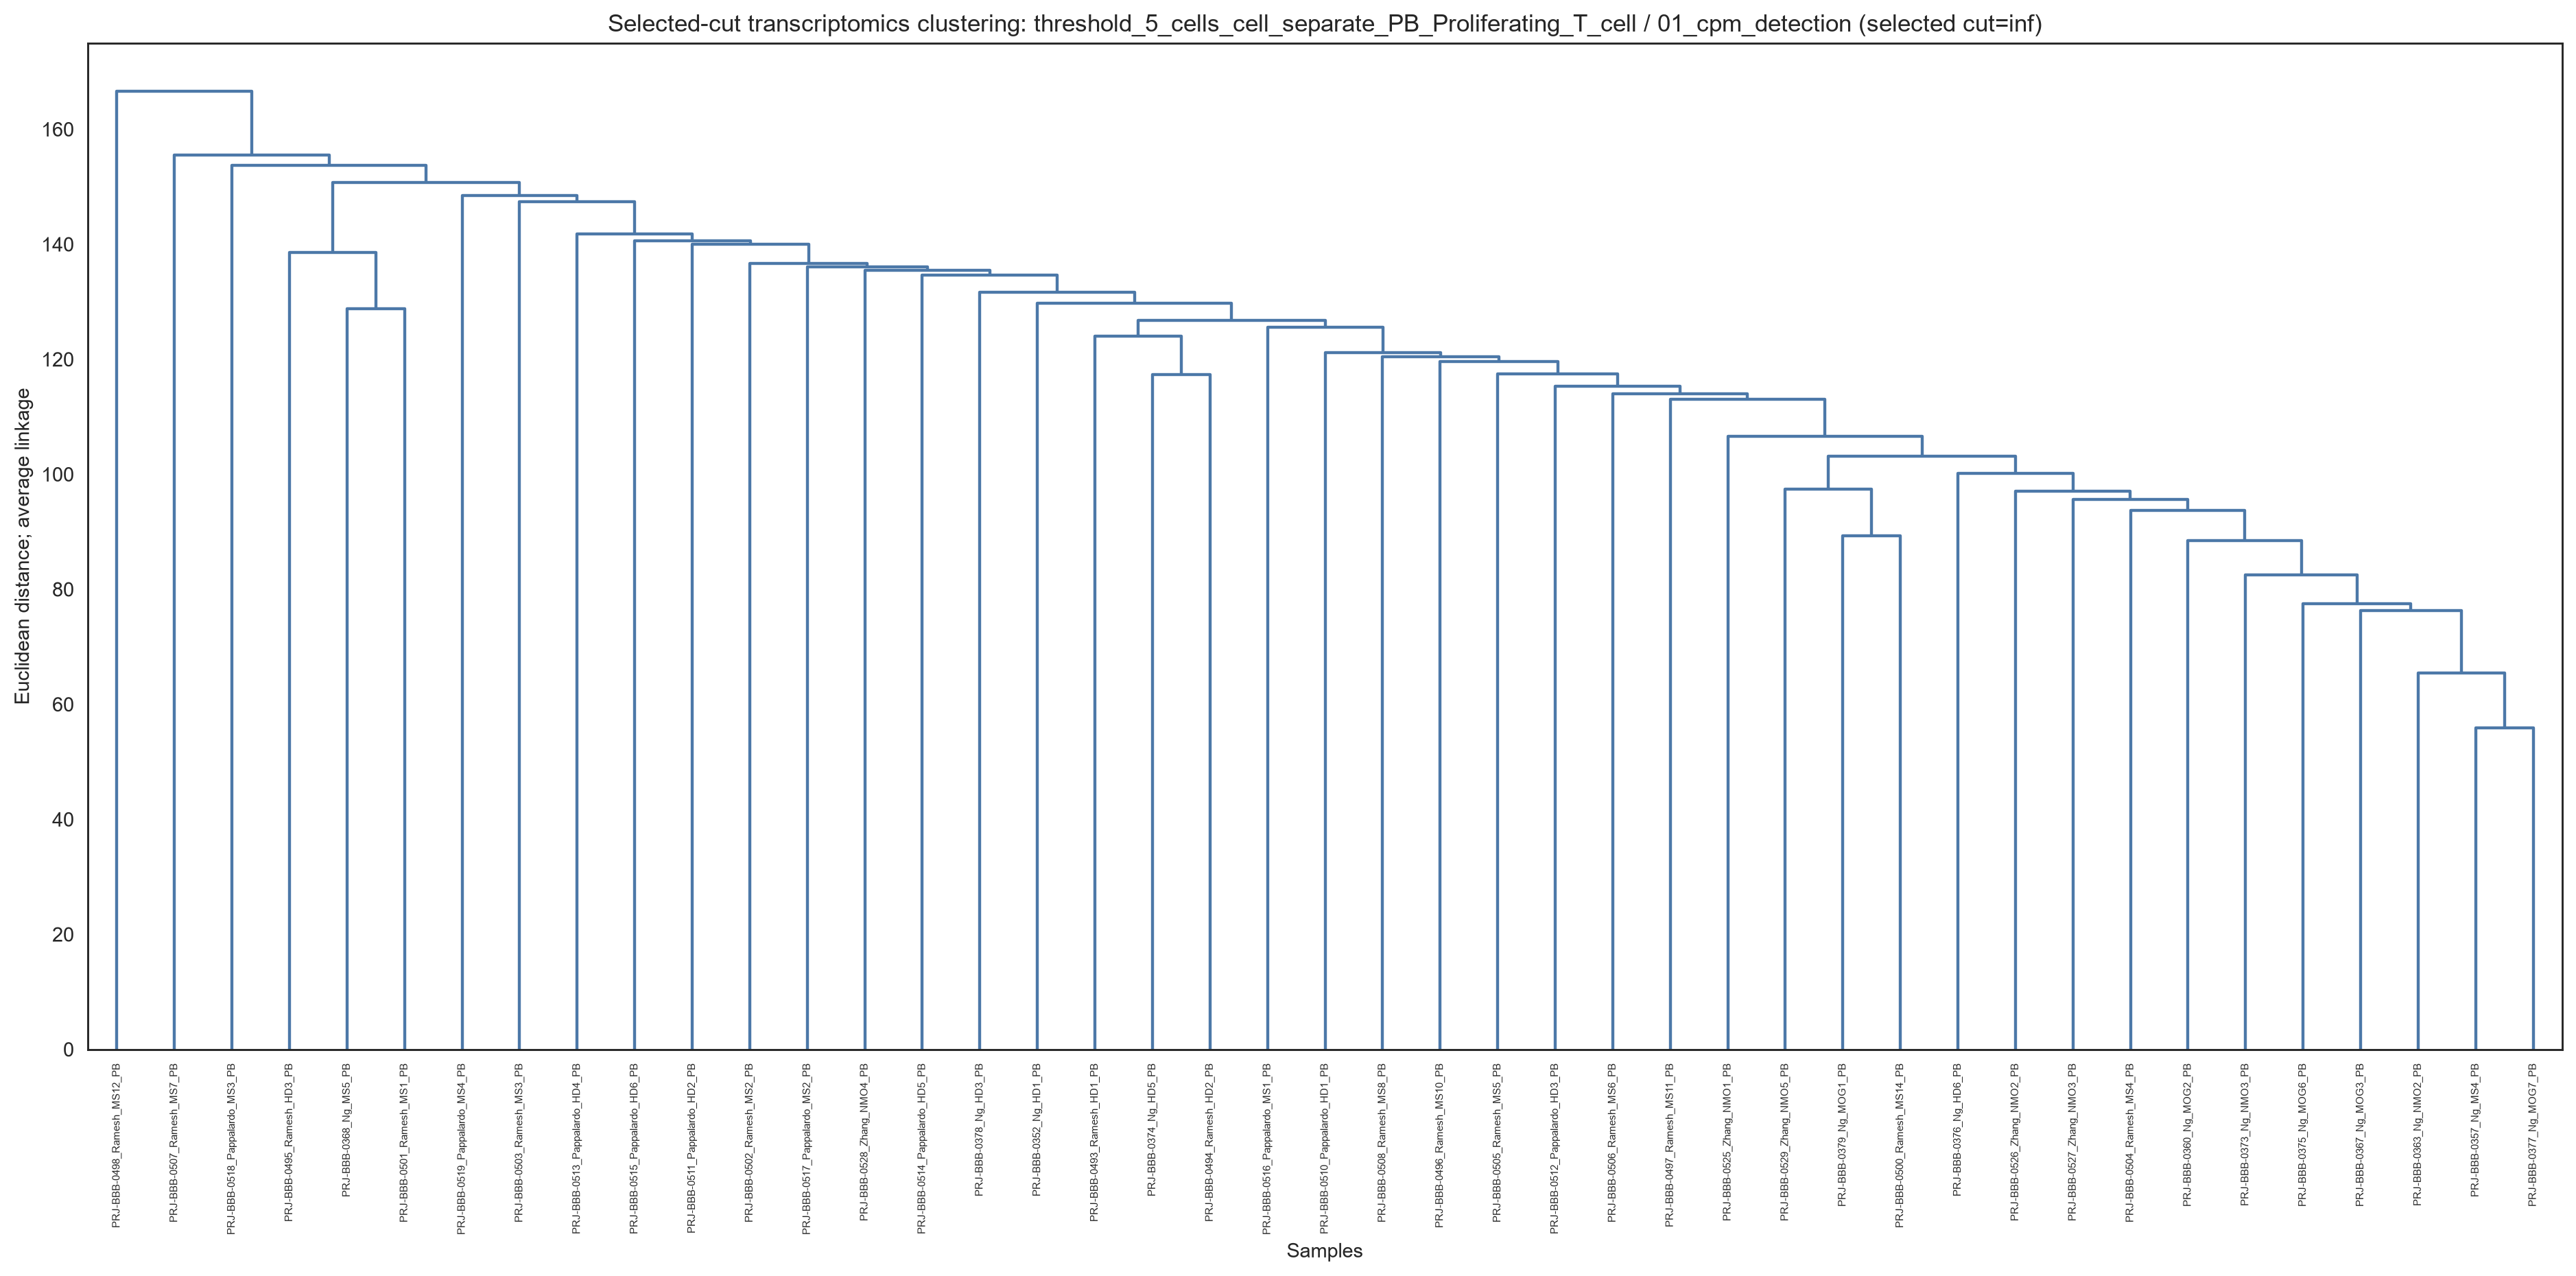 Selected-cut transcriptomics clustering: threshold_5_cells_cell_separate_PB_Proliferating_T_cell / 01_cpm_detection (selected cut=inf)
Euclidean distance; average linkage
160
140
120
100
80
60
40
20
0
PRJ-BBB-0498_Ramesh_MS12_PB
PRJ-BBB-0507_Ramesh_MS7_PB
PRJ-BBB-0518_Pappalardo_MS3_PB
PRJ-BBB-0495_Ramesh_HD3_PB
PRJ-BBB-0368_Ng_MS5_PB
PRJ-BBB-0501_Ramesh_MS1_PB
PRJ-BBB-0519_Pappalardo_MS4_PB
PRJ-BBB-0503_Ramesh_MS3_PB
PRJ-BBB-0513_Pappalardo_HD4_PB
PRJ-BBB-0515_Pappalardo_HD6_PB
PRJ-BBB-0511_Pappalardo_HD2_PB
PRJ-BBB-0502_Ramesh_MS2_PB
PRJ-BBB-0517_Pappalardo_MS2_PB
PRJ-BBB-0528_Zhang_NMO4_PB
PRJ-BBB-0514_Pappalardo_HD5_PB
PRJ-BBB-0378_Ng_HD3_PB
PRJ-BBB-0352_Ng_HD1_PB
PRJ-BBB-0493_Ramesh_HD1_PB
PRJ-BBB-0374_Ng_HD5_PB
PRJ-BBB-0494_Ramesh_HD2_PB
PRJ-BBB-0516_Pappalardo_MS1_PB
PRJ-BBB-0510_Pappalardo_HD1_PB
PRJ-BBB-0508_Ramesh_MS8_PB
PRJ-BBB-0496_Ramesh_MS10_PB
PRJ-BBB-0505_Ramesh_MS5_PB
PRJ-BBB-0512_Pappalardo_HD3_PB
PRJ-BBB-0506_Ramesh_MS6_PB
PRJ-BBB-0497_Ramesh_MS11_PB
PRJ-BBB-0525_Zhang_NMO1_PB
PRJ-BBB-0529_Zhang_NMO5_PB
PRJ-BBB-0379_Ng_MOG1_PB
PRJ-BBB-0500_Ramesh_MS14_PB
PRJ-BBB-0376_Ng_HD6_PB
PRJ-BBB-0526_Zhang_NMO2_PB
PRJ-BBB-0527_Zhang_NMO3_PB
PRJ-BBB-0504_Ramesh_MS4_PB
PRJ-BBB-0360_Ng_MOG2_PB
PRJ-BBB-0373_Ng_NMO3_PB
PRJ-BBB-0375_Ng_MOG6_PB
PRJ-BBB-0367_Ng_MOG3_PB
PRJ-BBB-0363_Ng_NMO2_PB
PRJ-BBB-0357_Ng_MS4_PB
PRJ-BBB-0377_Ng_MOG7_PB
Samples